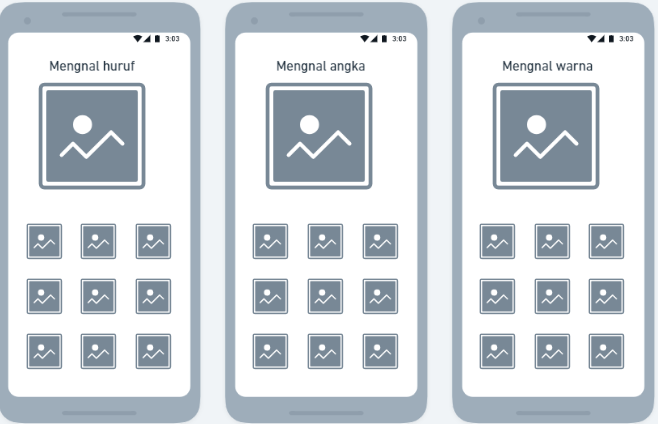 3:03
Mengnal huruf
3:03
Mengnal angka
3:03
Mengnal warna